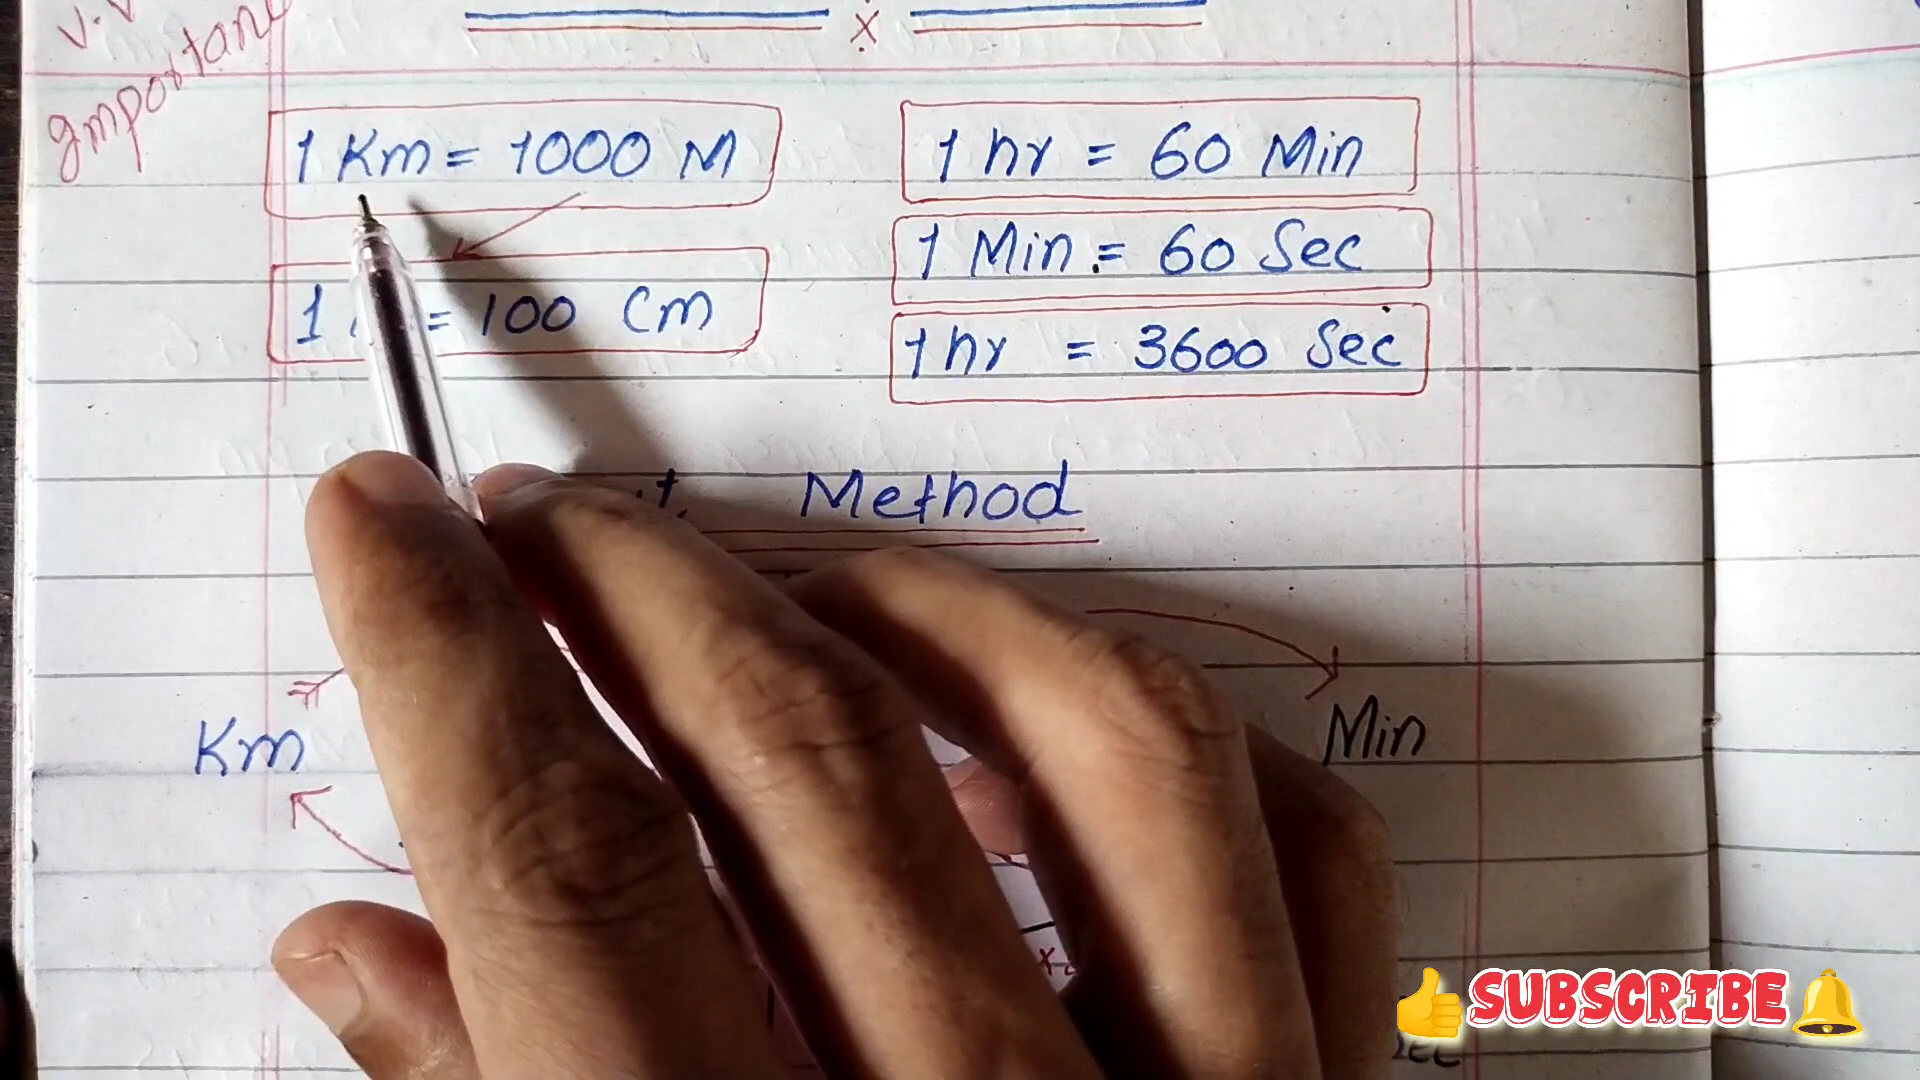 V.V
Important
x
1 Km = 1000 M
1 hr = 60 Min
1 Min = 60 Sec
1 = 100 Cm
1 hr = 3600 Sec
Method
Km
Min
SUBSCRIBE